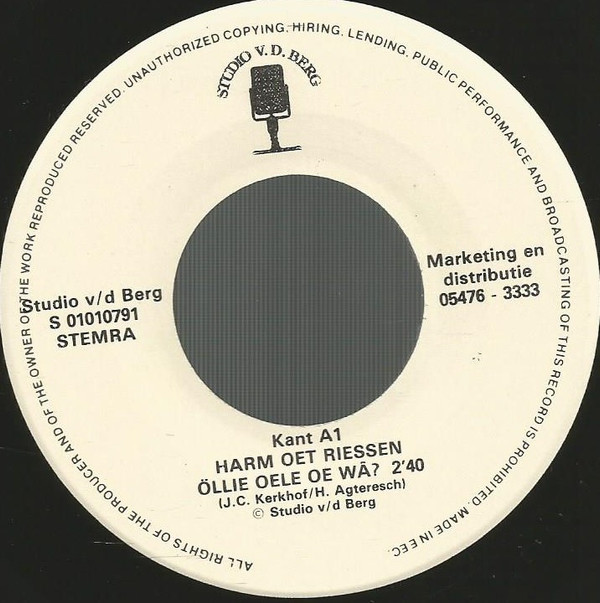 ALL RIGHTS OF THE PRODUCER AND OF THE OWNER OF THE WORK REPRODUCED RESERVED. UNAUTHORIZED COPYING, HIRING, LENDING, PUBLIC PERFORMANCE AND BROADCASTING OF THIS RECORD IS PROHIBITED. MADE IN EEC.
STUDIO V. D. BERG
Studio v/d Berg
S 01010791
STEMRA
Marketing en
distributie
05476 - 3333
Kant A1
HARM OET RIESSEN
ÖLLIE OELE OE WÂ? 2'40
(J.C. Kerkhof/H. Agteresch)
© Studio v/d Berg